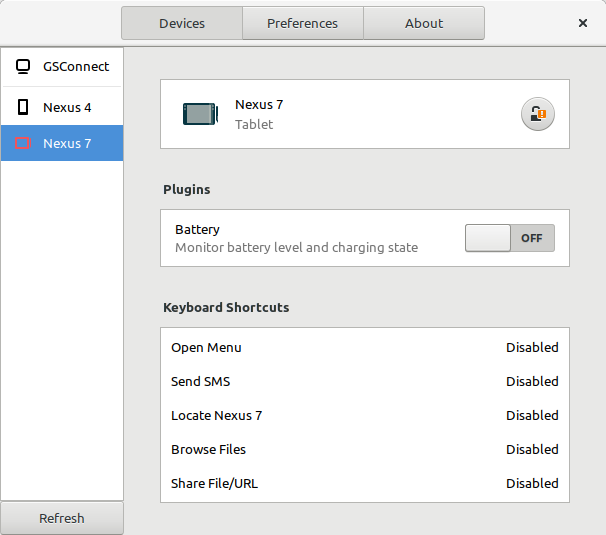 Devices
Preferences
About
GSConnect
Nexus 4
Nexus 7
Refresh
Nexus 7
Tablet
Plugins
Battery
Monitor battery level and charging state
OFF
Keyboard Shortcuts
Open Menu Disabled
Send SMS Disabled
Locate Nexus 7 Disabled
Browse Files Disabled
Share File/URL Disabled